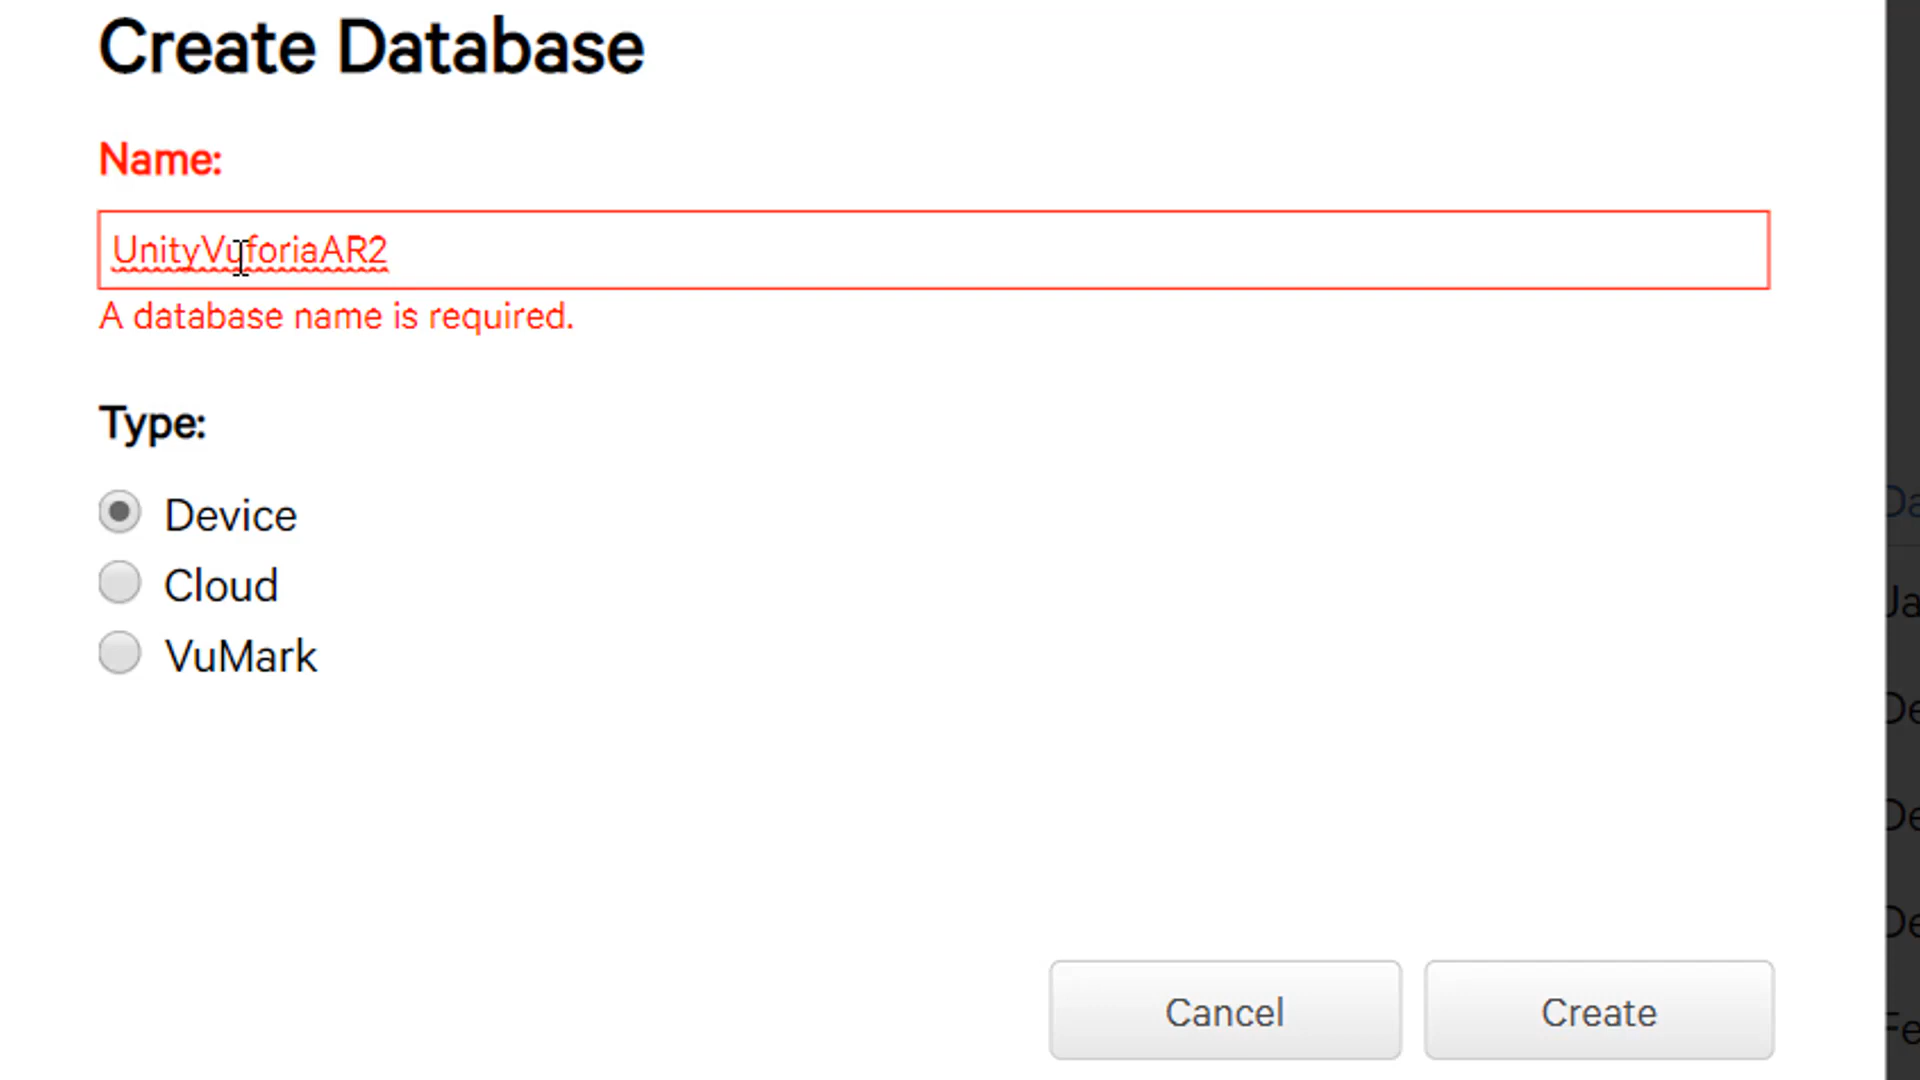 Create Database
Name:
UnityVuforiaAR2
A database name is required.
Type:
Device
Cloud
VuMark
Cancel
Create